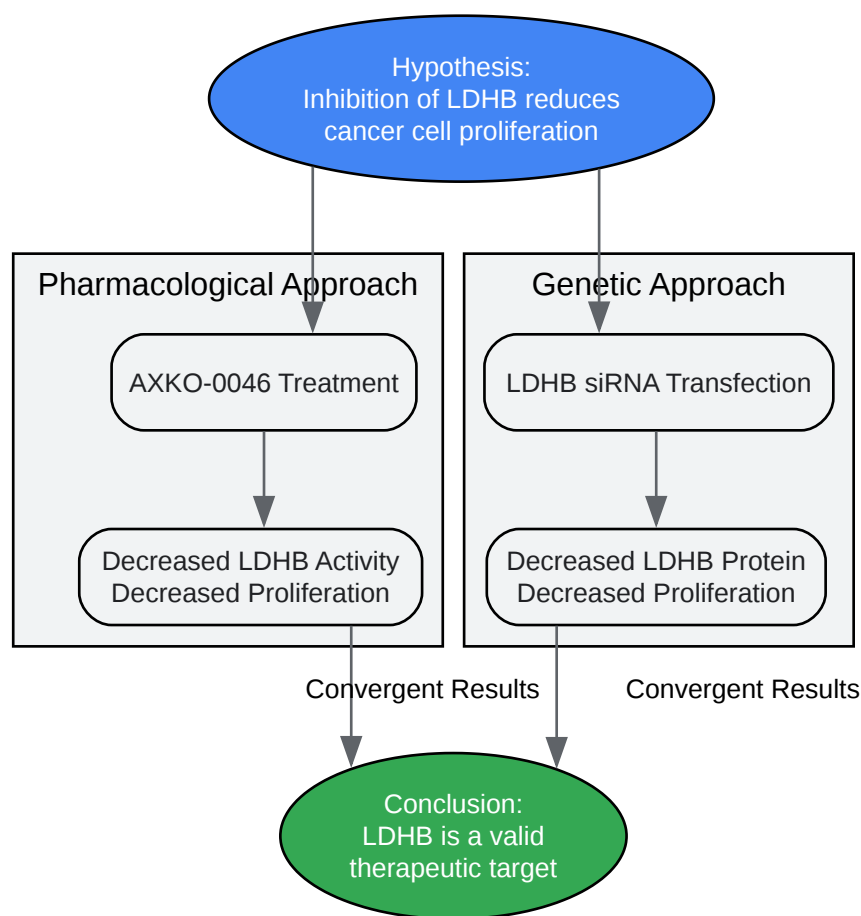 Hypothesis:
Inhibition of LDHB reduces
cancer cell proliferation
Pharmacological Approach
Genetic Approach
AXKO-0046 Treatment
LDHB siRNA Transfection
Decreased LDHB Activity
Decreased Proliferation
Decreased LDHB Protein
Decreased Proliferation
Convergent Results
Convergent Results
Conclusion:
LDHB is a valid
therapeutic target